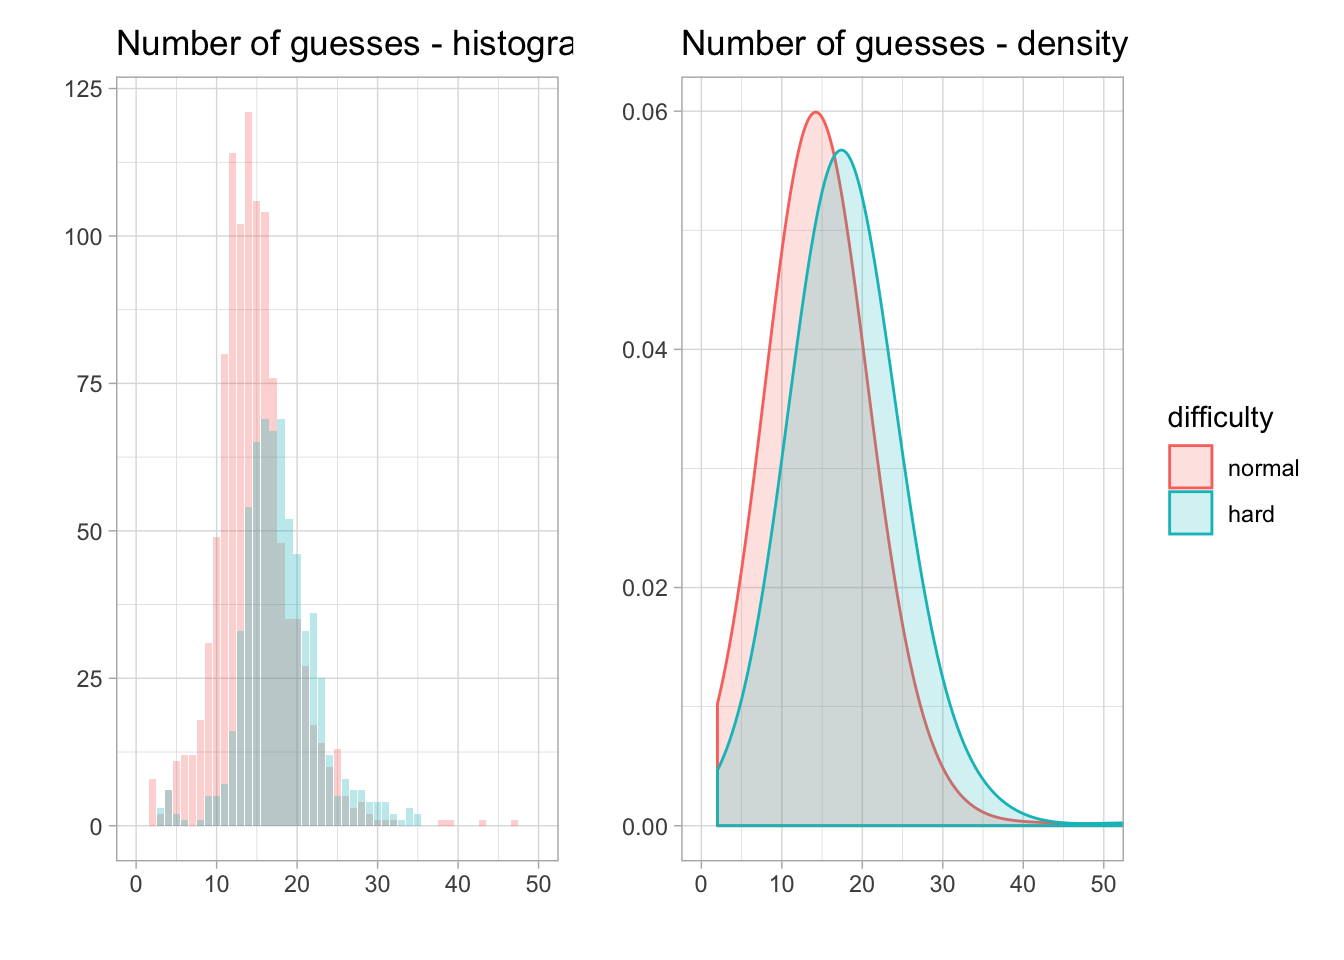 Number of guesses - histogra
125
100
75
50
25
0
0 10 20 30 40 50
Number of guesses - density
0.06
0.04
0.02
0.00
0 10 20 30 40 50
difficulty
normal
hard